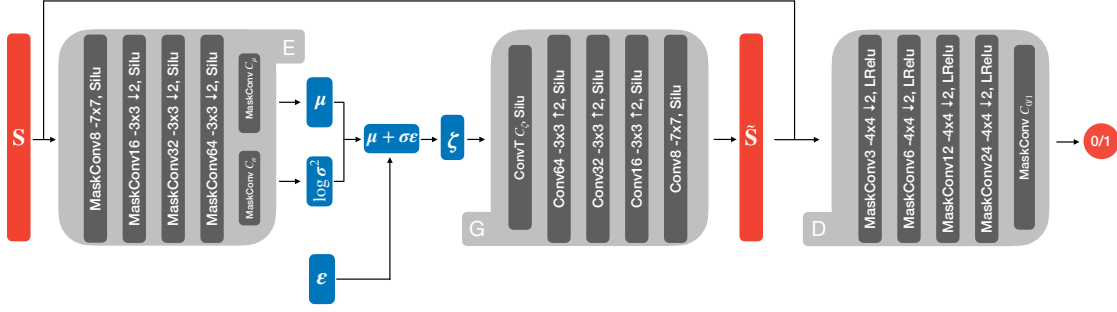 S
E
MaskConv8 -7x7, Silu
MaskConv16 -3x3 ↓2, Silu
MaskConv32 -3x3 ↓2, Silu
MaskConv64 -3x3 ↓2, Silu
MaskConv C_μ
MaskConv C_σ
μ
log σ²
ε
μ + σε
ζ
G
ConvT C_ζ, Silu
Conv64 -3x3 ↑2, Silu
Conv32 -3x3 ↑2, Silu
Conv16 -3x3 ↑2, Silu
Conv8 -7x7, Silu
S̃
D
MaskConv3 -4x4 ↓2, LRelu
MaskConv6 -4x4 ↓2, LRelu
MaskConv12 -4x4 ↓2, LRelu
MaskConv24 -4x4 ↓2, LRelu
MaskConv
0/1